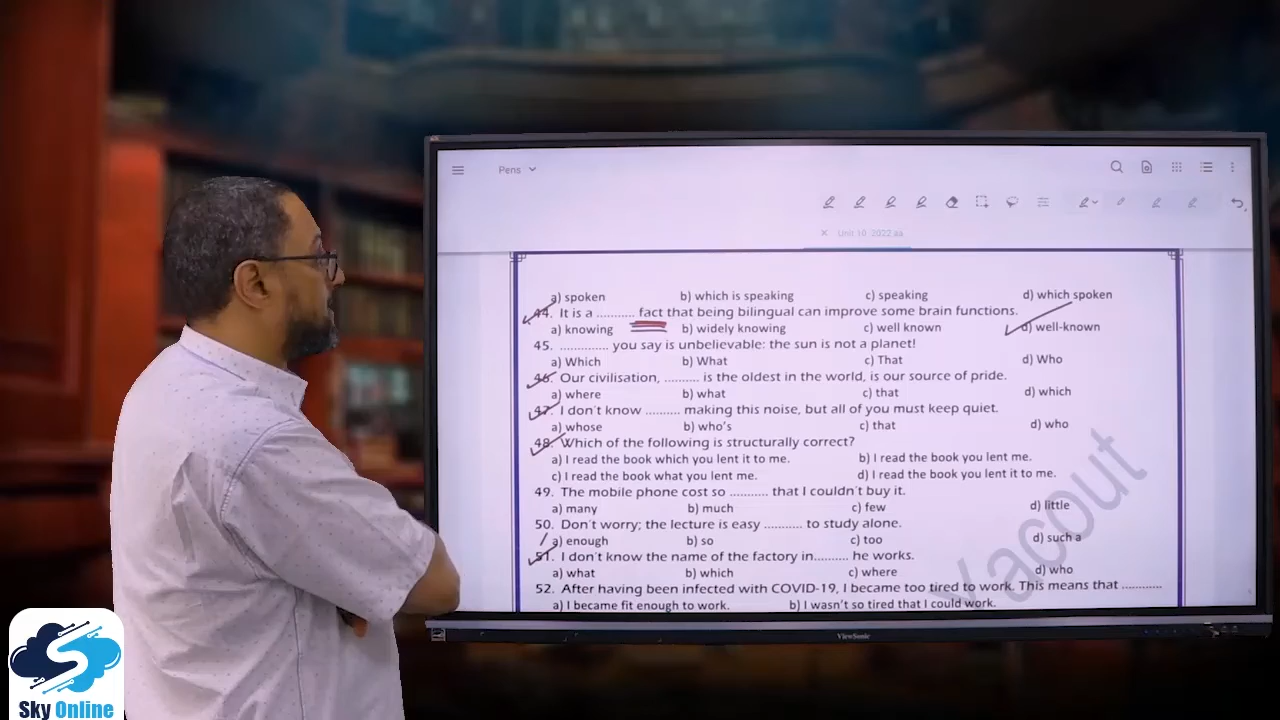 Pens
Unit 10 2022.aa
a) spoken b) which is speaking c) speaking d) which spoken
44. It is a .......... fact that being bilingual can improve some brain functions.
a) knowing b) widely knowing c) well known d) well-known
45. ............. you say is unbelievable: the sun is not a planet!
a) Which b) What c) That d) Who
46. Our civilisation, ......... is the oldest in the world, is our source of pride.
a) where b) what c) that d) which
47. I don't know ......... making this noise, but all of you must keep quiet.
a) whose b) who's c) that d) who
48. Which of the following is structurally correct?
a) I read the book which you lent it to me. b) I read the book you lent me.
c) I read the book what you lent me. d) I read the book you lent it to me.
49. The mobile phone cost so .......... that I couldn't buy it.
a) many b) much c) few d) little
50. Don't worry; the lecture is easy .......... to study alone.
a) enough b) so c) too d) such a
51. I don't know the name of the factory in......... he works.
a) what b) which c) where d) who
52. After having been infected with COVID-19, I became too tired to work. This means that ...........
a) I became fit enough to work. b) I wasn't so tired that I could work.
Yacout
ViewSonic
Sky Online